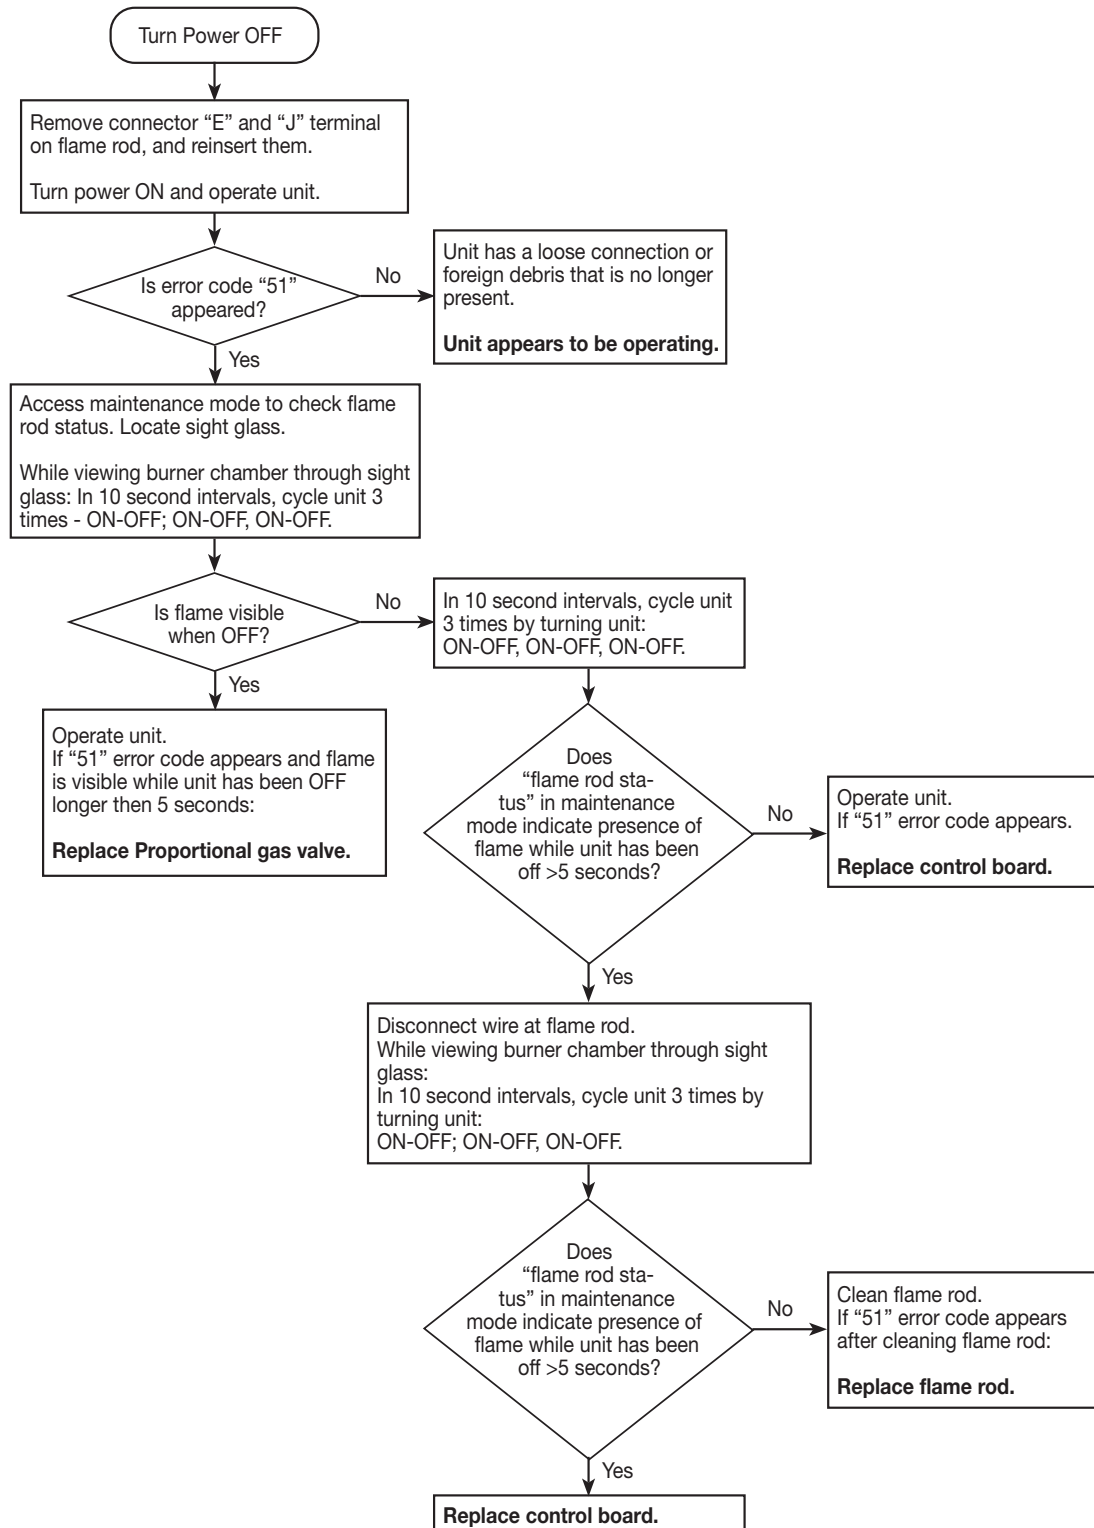 Turn Power OFF
Remove connector “E” and “J” terminal
on flame rod, and reinsert them.
Turn power ON and operate unit.
Is error code “51”
appeared?
No
Unit has a loose connection or
foreign debris that is no longer
present.
Unit appears to be operating.
Yes
Access maintenance mode to check flame
rod status. Locate sight glass.
While viewing burner chamber through sight
glass: In 10 second intervals, cycle unit 3
times - ON-OFF; ON-OFF, ON-OFF.
Is flame visible
when OFF?
No
In 10 second intervals, cycle unit
3 times by turning unit:
ON-OFF, ON-OFF, ON-OFF.
Yes
Operate unit.
If “51” error code appears and flame
is visible while unit has been OFF
longer then 5 seconds:
Replace Proportional gas valve.
Does
“flame rod sta-
tus” in maintenance
mode indicate presence of
flame while unit has been
off >5 seconds?
No
Operate unit.
If “51” error code appears.
Replace control board.
Yes
Disconnect wire at flame rod.
While viewing burner chamber through sight
glass:
In 10 second intervals, cycle unit 3 times by
turning unit:
ON-OFF; ON-OFF, ON-OFF.
Does
“flame rod sta-
tus” in maintenance
mode indicate presence of
flame while unit has been
off >5 seconds?
No
Clean flame rod.
If “51” error code appears
after cleaning flame rod:
Replace flame rod.
Yes
Replace control board.